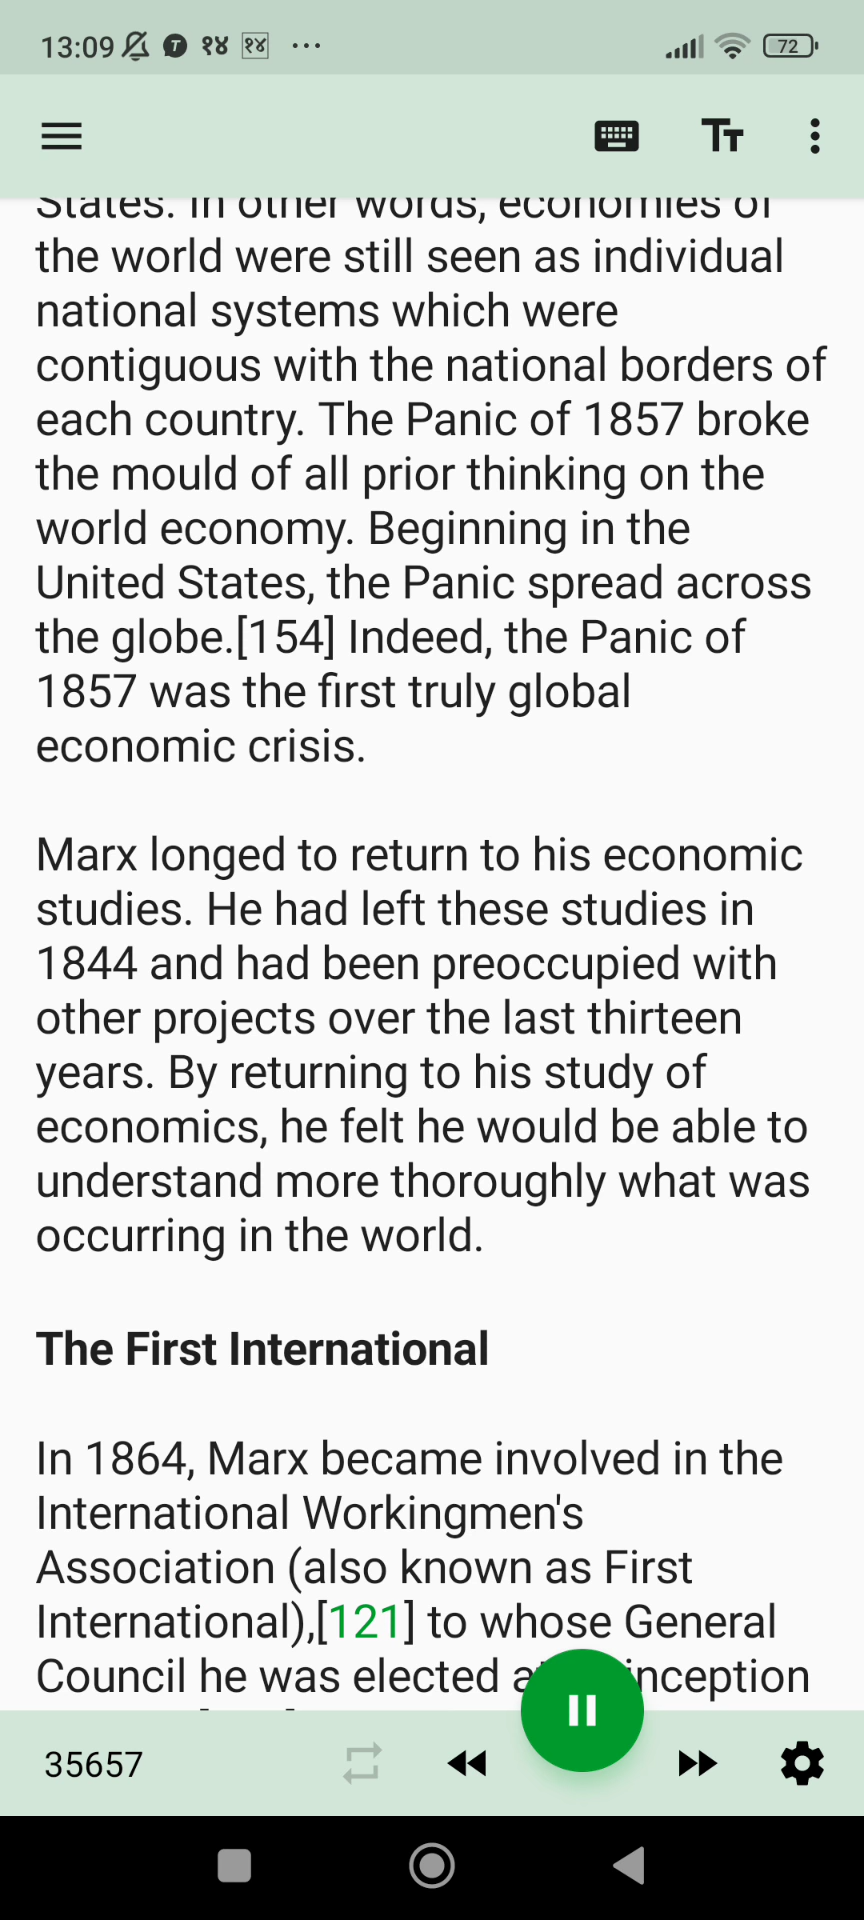 13:09 T १४ १४ ...
72
States. In other words, economies of
the world were still seen as individual
national systems which were
contiguous with the national borders of
each country. The Panic of 1857 broke
the mould of all prior thinking on the
world economy. Beginning in the
United States, the Panic spread across
the globe.[154] Indeed, the Panic of
1857 was the first truly global
economic crisis.
Marx longed to return to his economic
studies. He had left these studies in
1844 and had been preoccupied with
other projects over the last thirteen
years. By returning to his study of
economics, he felt he would be able to
understand more thoroughly what was
occurring in the world.
The First International
In 1864, Marx became involved in the
International Workingmen's
Association (also known as First
International),[121] to whose General
Council he was elected inception
35657